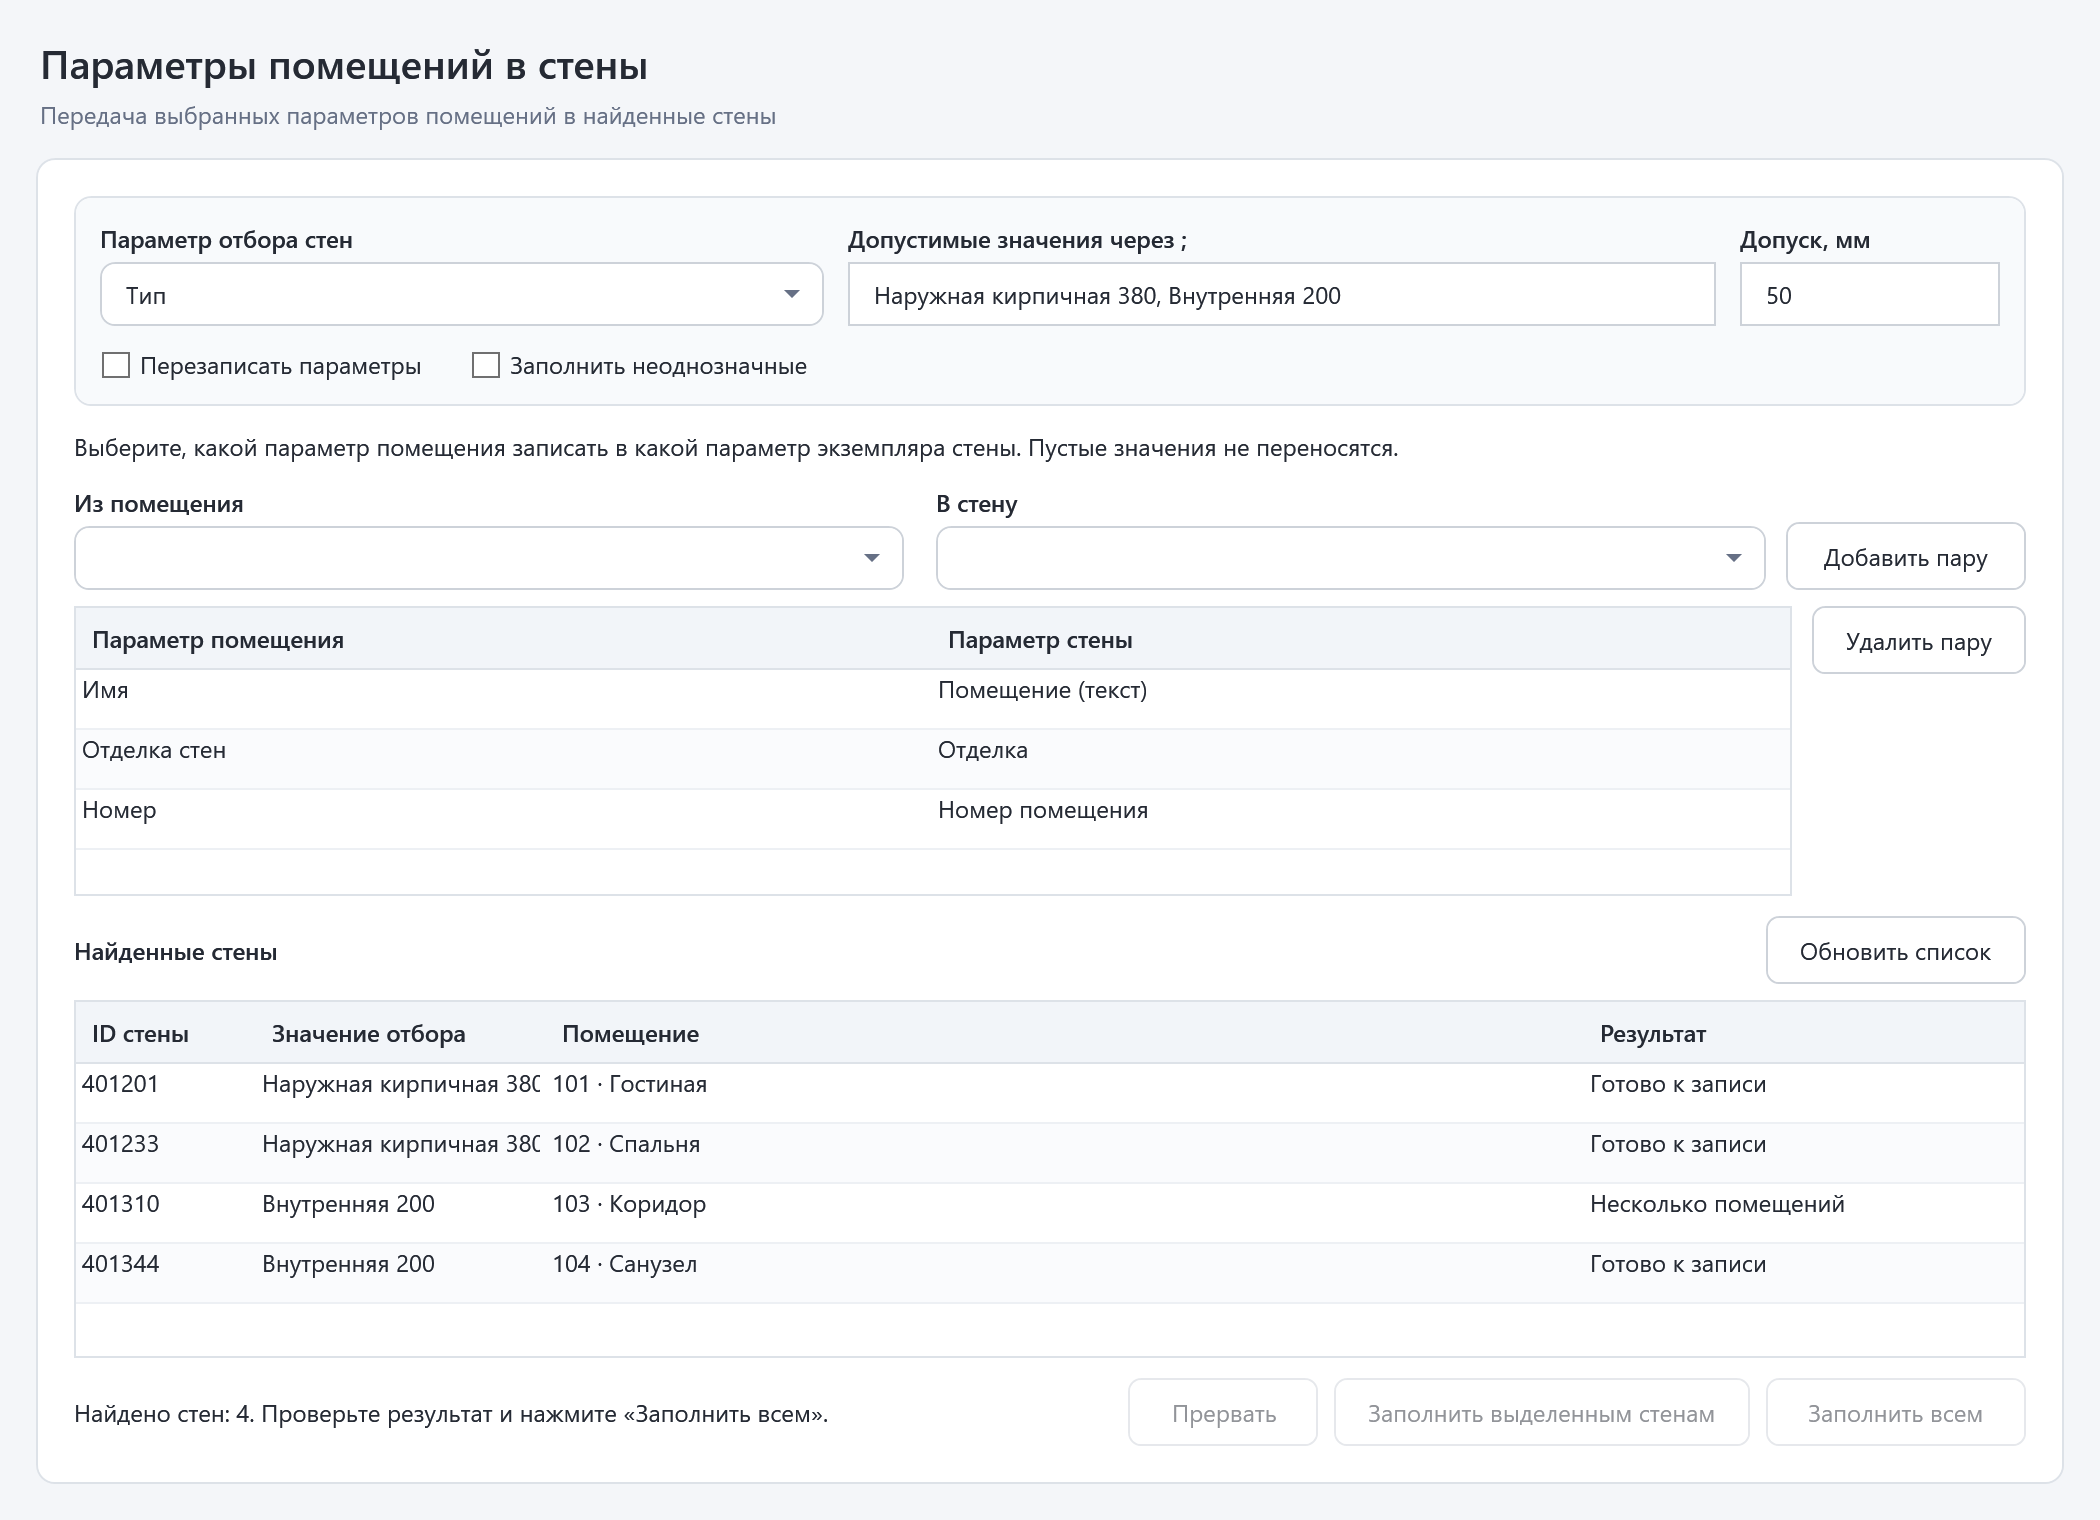 Параметры помещений в стены
Передача выбранных параметров помещений в найденные стены
Параметр отбора стен
Допустимые значения через ;
Допуск, мм
Тип
Наружная кирпичная 380, Внутренняя 200
50
Перезаписать параметры
Заполнить неоднозначные
Выберите, какой параметр помещения записать в какой параметр экземпляра стены. Пустые значения не переносятся.
Из помещения
В стену
Добавить пару
Параметр помещения
Параметр стены
Удалить пару
Имя
Помещение (текст)
Отделка стен
Отделка
Номер
Номер помещения
Найденные стены
Обновить список
ID стены
Значение отбора
Помещение
Результат
401201
Наружная кирпичная 380
101 · Гостиная
Готово к записи
401233
Наружная кирпичная 380
102 · Спальня
Готово к записи
401310
Внутренняя 200
103 · Коридор
Несколько помещений
401344
Внутренняя 200
104 · Санузел
Готово к записи
Найдено стен: 4. Проверьте результат и нажмите «Заполнить всем».
Прервать
Заполнить выделенным стенам
Заполнить всем